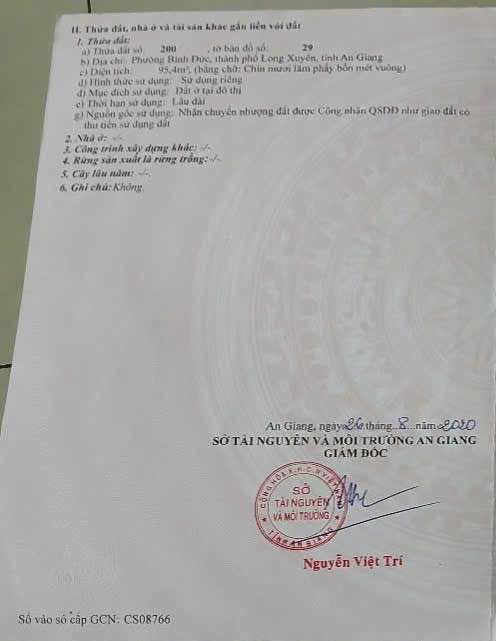 II. Thửa đất, nhà ở và tài sản khác gắn liền với đất
1. Thửa đất:
a) Thửa đất số: 200 , tờ bản đồ số: 29
b) Địa chỉ: Phường Bình Đức, thành phố Long Xuyên, tỉnh An Giang
c) Diện tích: 95,4m², (bằng chữ: Chín mươi lăm phẩy bốn mét vuông)
d) Hình thức sử dụng: Sử dụng riêng
đ) Mục đích sử dụng: Đất ở tại đô thị
e) Thời hạn sử dụng: Lâu dài
g) Nguồn gốc sử dụng: Nhận chuyển nhượng đất được Công nhận QSDĐ như giao đất có
thu tiền sử dụng đất
2. Nhà ở: -/-
3. Công trình xây dựng khác: -/-
4. Rừng sản xuất là rừng trồng: -/-
5. Cây lâu năm: -/-
6. Ghi chú: Không
An Giang, ngày 26 tháng 8 năm 2020
SỞ TÀI NGUYÊN VÀ MÔI TRƯỜNG AN GIANG
GIÁM ĐỐC
CỘNG HÒA X.H.C.N VIỆT NAM
SỞ
TÀI NGUYÊN
VÀ MÔI TRƯỜNG
TỈNH AN GIANG
Nguyễn Việt Trí
Số vào sổ cấp GCN: CS08766